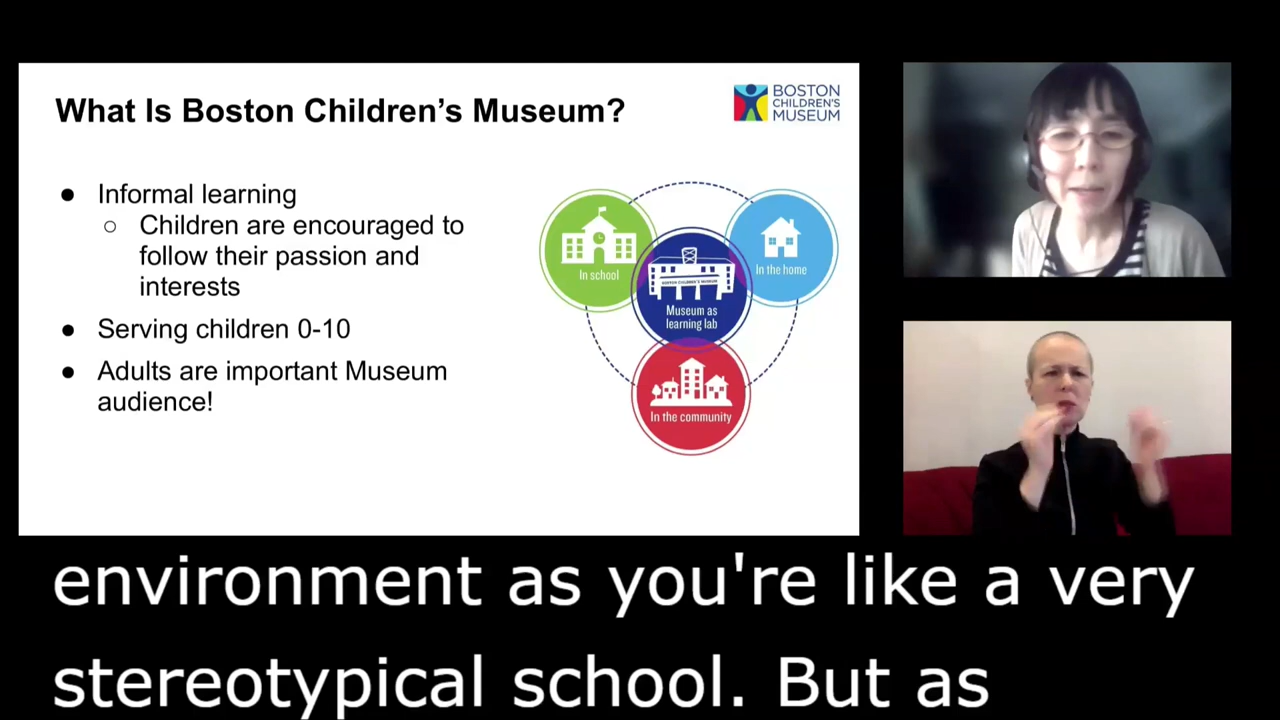 What Is Boston Children's Museum?
BOSTON
CHILDREN'S
MUSEUM
● Informal learning
○ Children are encouraged to
follow their passion and
interests
● Serving children 0-10
● Adults are important Museum
audience!
In school
In the home
BOSTON CHILDREN'S MUSEUM
Museum as
learning lab
In the community
environment as you're like a very
stereotypical school. But as